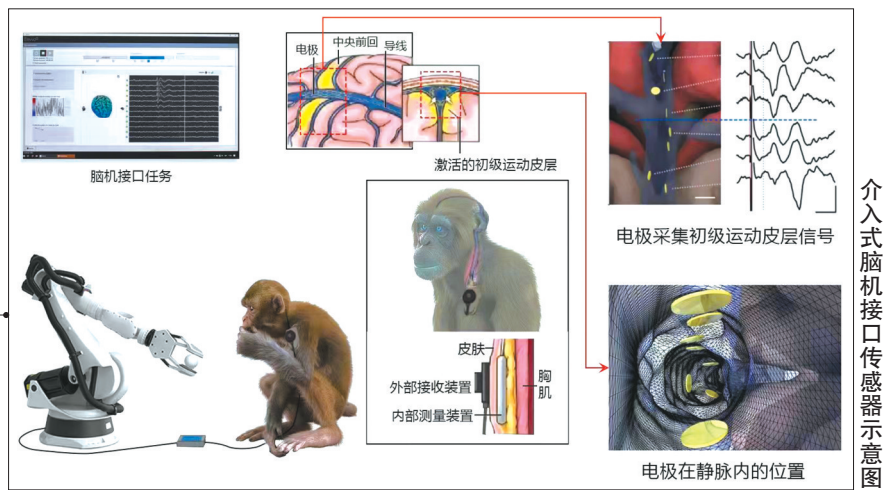 脑机接口任务
电极
中央前回
导线
激活的初级运动皮层
电极采集初级运动皮层信号
皮肤
外部接收装置
内部测量装置
胸肌
电极在静脉内的位置
介入式脑机接口传感器示意图